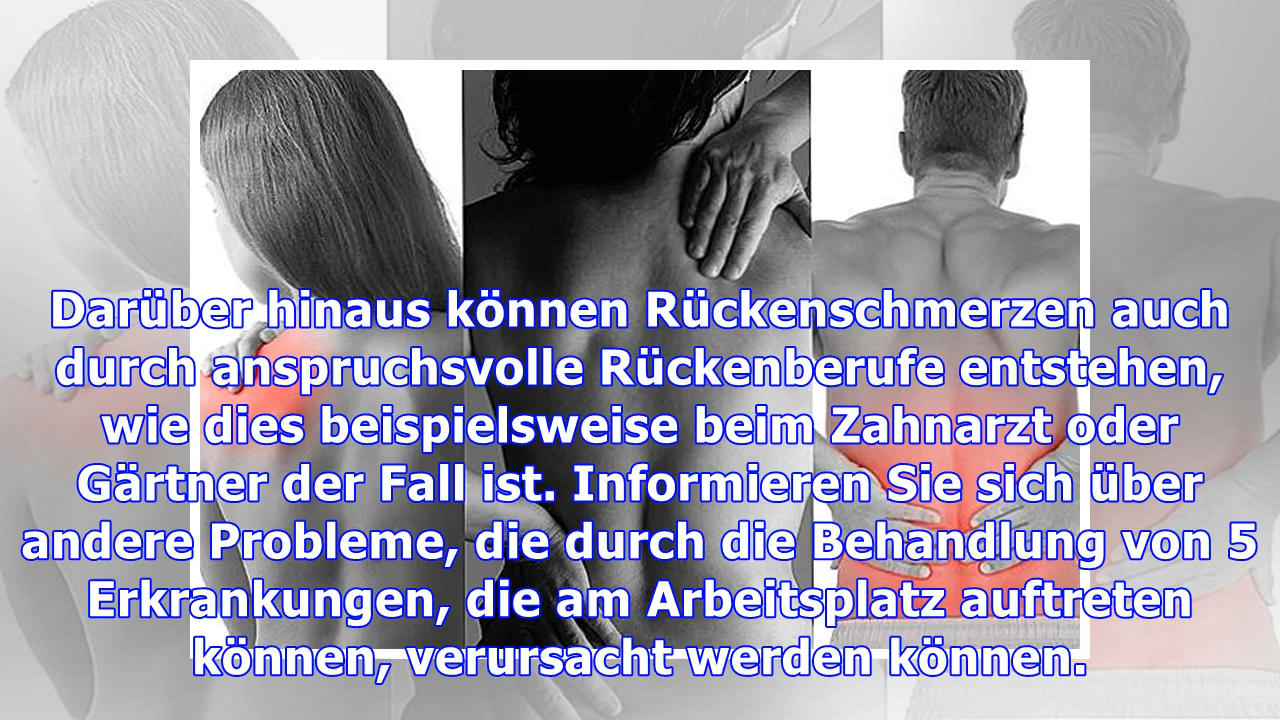 Darüber hinaus können Rückenschmerzen auch
durch anspruchsvolle Rückenberufe entstehen,
wie dies beispielsweise beim Zahnarzt oder
Gärtner der Fall ist. Informieren Sie sich über
andere Probleme, die durch die Behandlung von 5
Erkrankungen, die am Arbeitsplatz auftreten
können, verursacht werden können.